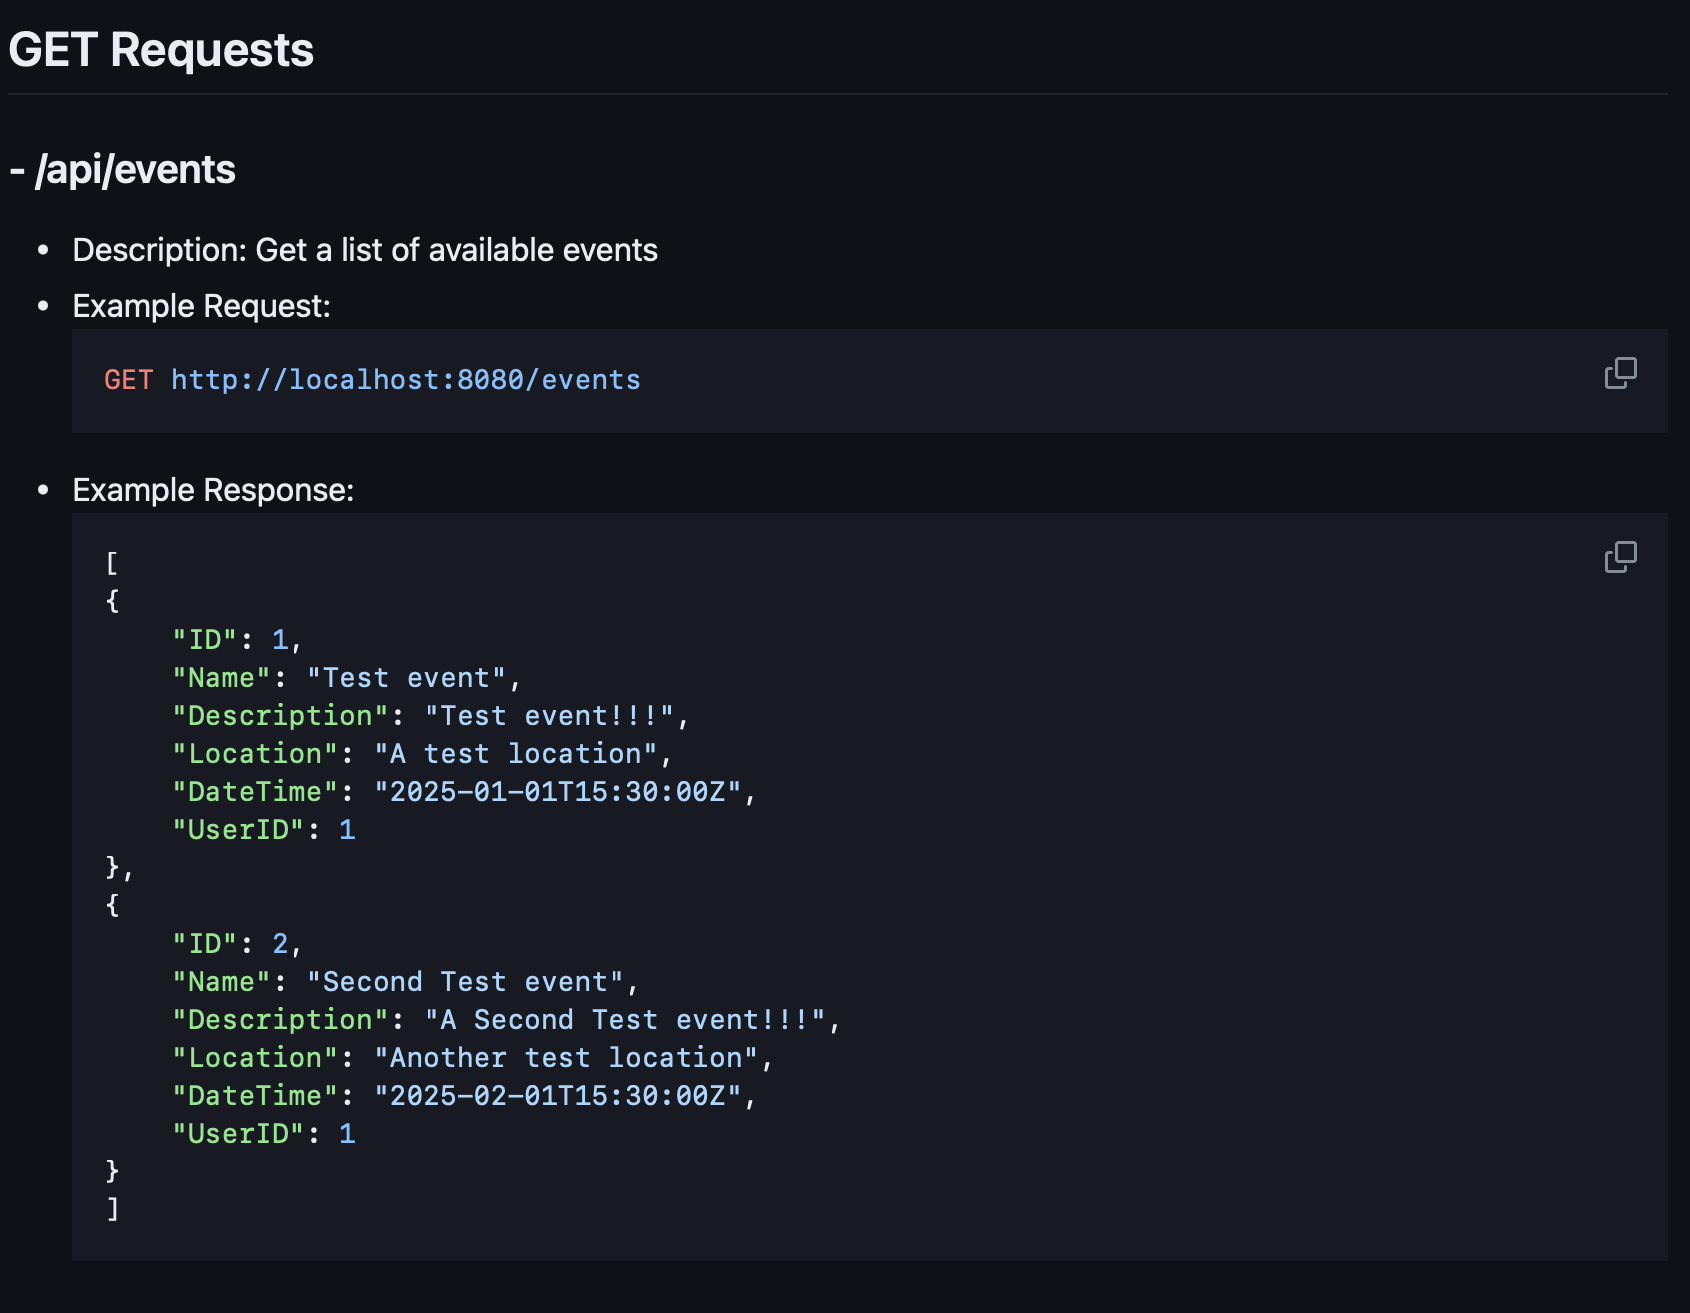 GET Requests
- /api/events
• Description: Get a list of available events
• Example Request:
GET http://localhost:8080/events
• Example Response:
[
{
    "ID": 1,
    "Name": "Test event",
    "Description": "Test event!!!",
    "Location": "A test location",
    "DateTime": "2025-01-01T15:30:00Z",
    "UserID": 1
},
{
    "ID": 2,
    "Name": "Second Test event",
    "Description": "A Second Test event!!!",
    "Location": "Another test location",
    "DateTime": "2025-02-01T15:30:00Z",
    "UserID": 1
}
]